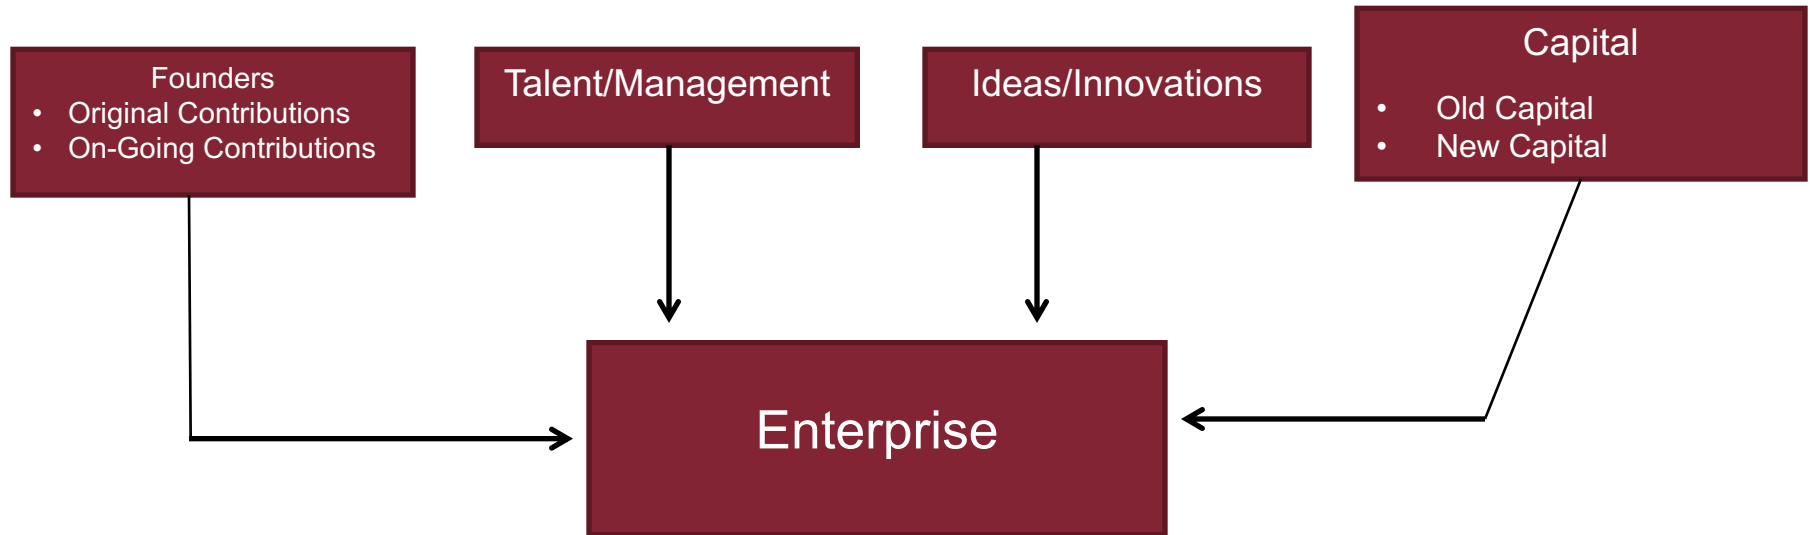 Founders
• Original Contributions
• On-Going Contributions
Talent/Management
Ideas/Innovations
Capital
• Old Capital
• New Capital
Enterprise